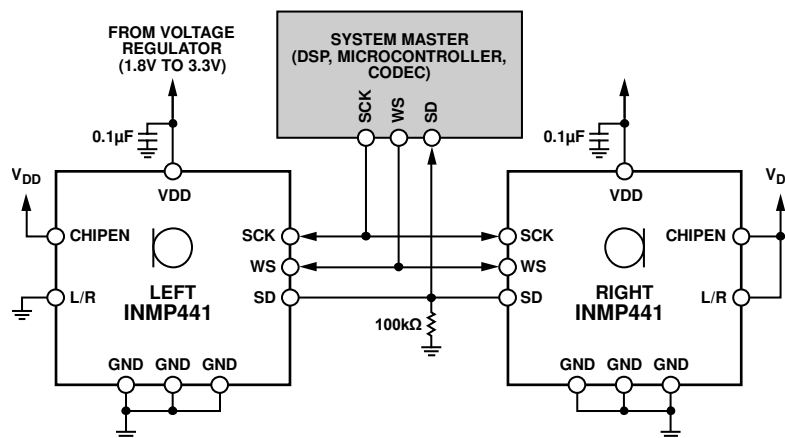 FROM VOLTAGE
REGULATOR
(1.8V TO 3.3V)
SYSTEM MASTER
(DSP, MICROCONTROLLER,
CODEC)
SCK
WS
SD
0.1µF
0.1µF
VDD
VDD
VDD
VD
CHIPEN
SCK
SCK
CHIPEN
WS
WS
L/R
LEFT
INMP441
SD
SD
RIGHT
INMP441
L/R
100kΩ
GND GND GND
GND GND GND